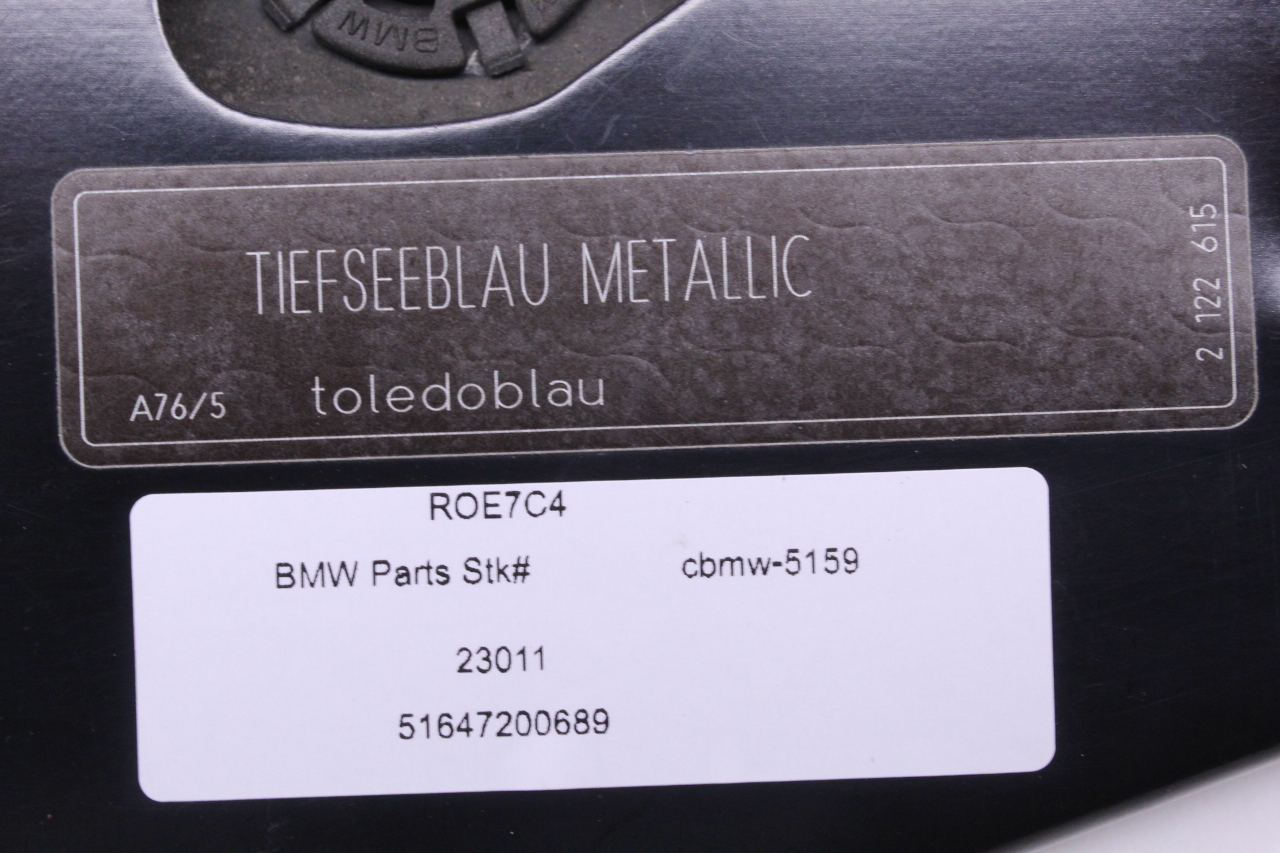 BMW
TIEFSEEBLAU METALLIC
A76/5 toledoblau
2 122 615
ROE7C4
BMW Parts Stk# cbmw-5159
23011
51647200689